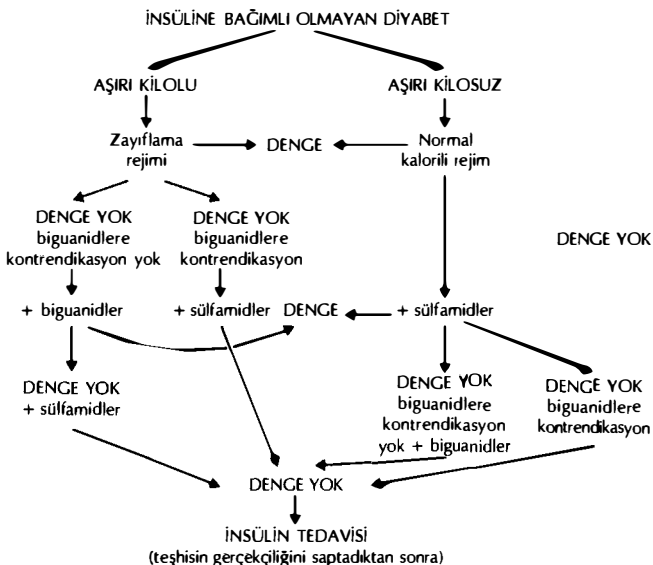 İNSÜLİNE BAĞIMLI OLMAYAN DİYABET
AŞIRI KİLOLU
AŞIRI KİLOSUZ
Zayıflama
rejimi
DENGE
Normal
kalorili rejim
DENGE YOK
biguanidlere
kontrendikasyon yok
DENGE YOK
biguanidlere
kontrendikasyon
DENGE YOK
+ biguanidler
+ sülfamidler
DENGE
+ sülfamidler
DENGE YOK
+ sülfamidler
DENGE YOK
biguanidlere
kontrendikasyon
yok + biguanidler
DENGE YOK
biguanidlere
kontrendikasyon
DENGE YOK
İNSÜLİN TEDAVİSİ
(teşhisin gerçekçiliğini saptadıktan sonra)